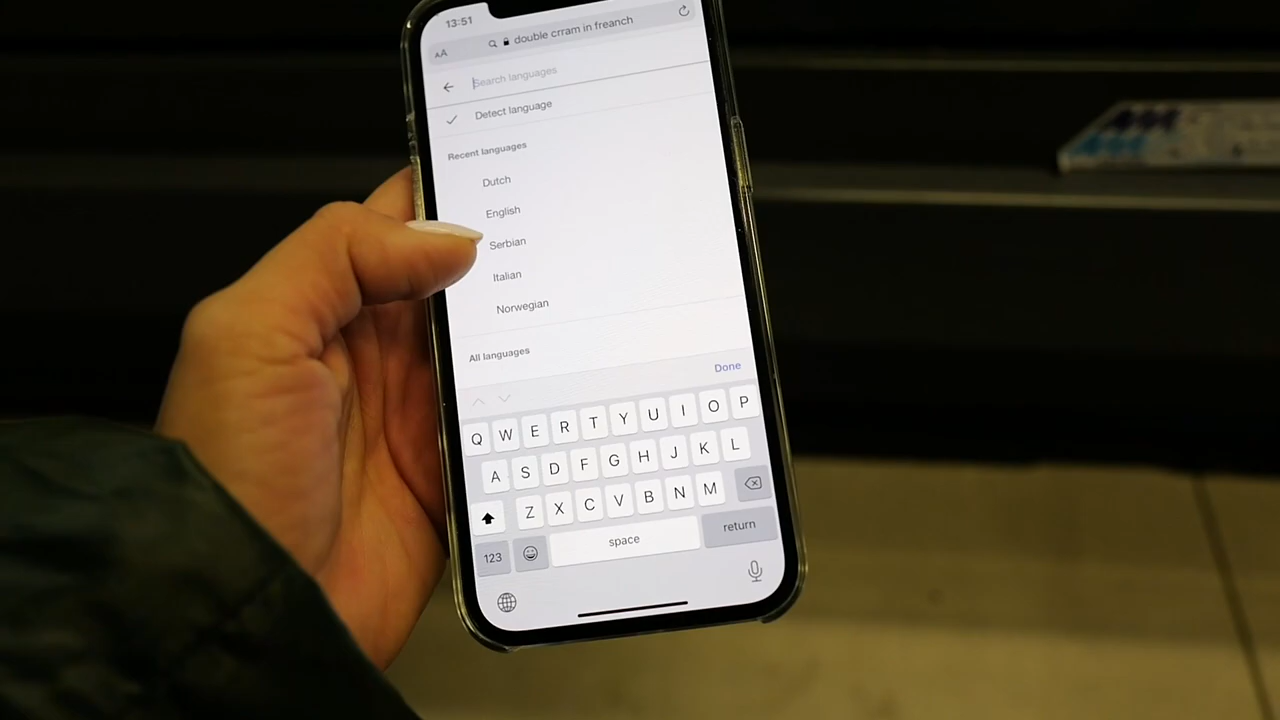 13:51
AA double crram in freanch
Search languages
Detect language
Recent languages
Dutch
English
Serbian
Italian
Norwegian
All languages
Done
Q W E R T Y U I O P
A S D F G H J K L
Z X C V B N M
123 space return